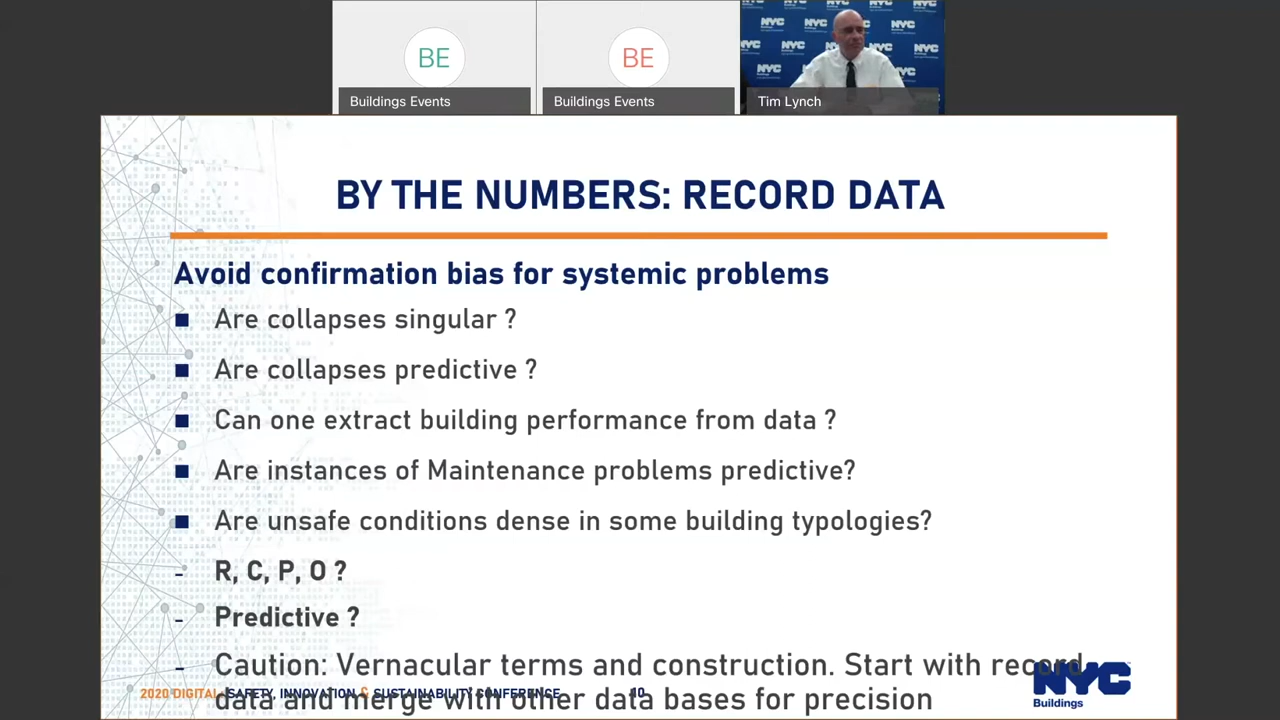 BE
BE
Buildings Events
Buildings Events
Tim Lynch
NYC
Buildings
BY THE NUMBERS: RECORD DATA
Avoid confirmation bias for systemic problems
Are collapses singular ?
Are collapses predictive ?
Can one extract building performance from data ?
Are instances of Maintenance problems predictive?
Are unsafe conditions dense in some building typologies?
- R, C, P, O ?
- Predictive ?
- Caution: Vernacular terms and construction. Start with record
data and merge with other data bases for precision
2020 DIGITAL SAFETY, INNOVATION & SUSTAINABILITY CONFERENCE 10
NYC
Buildings